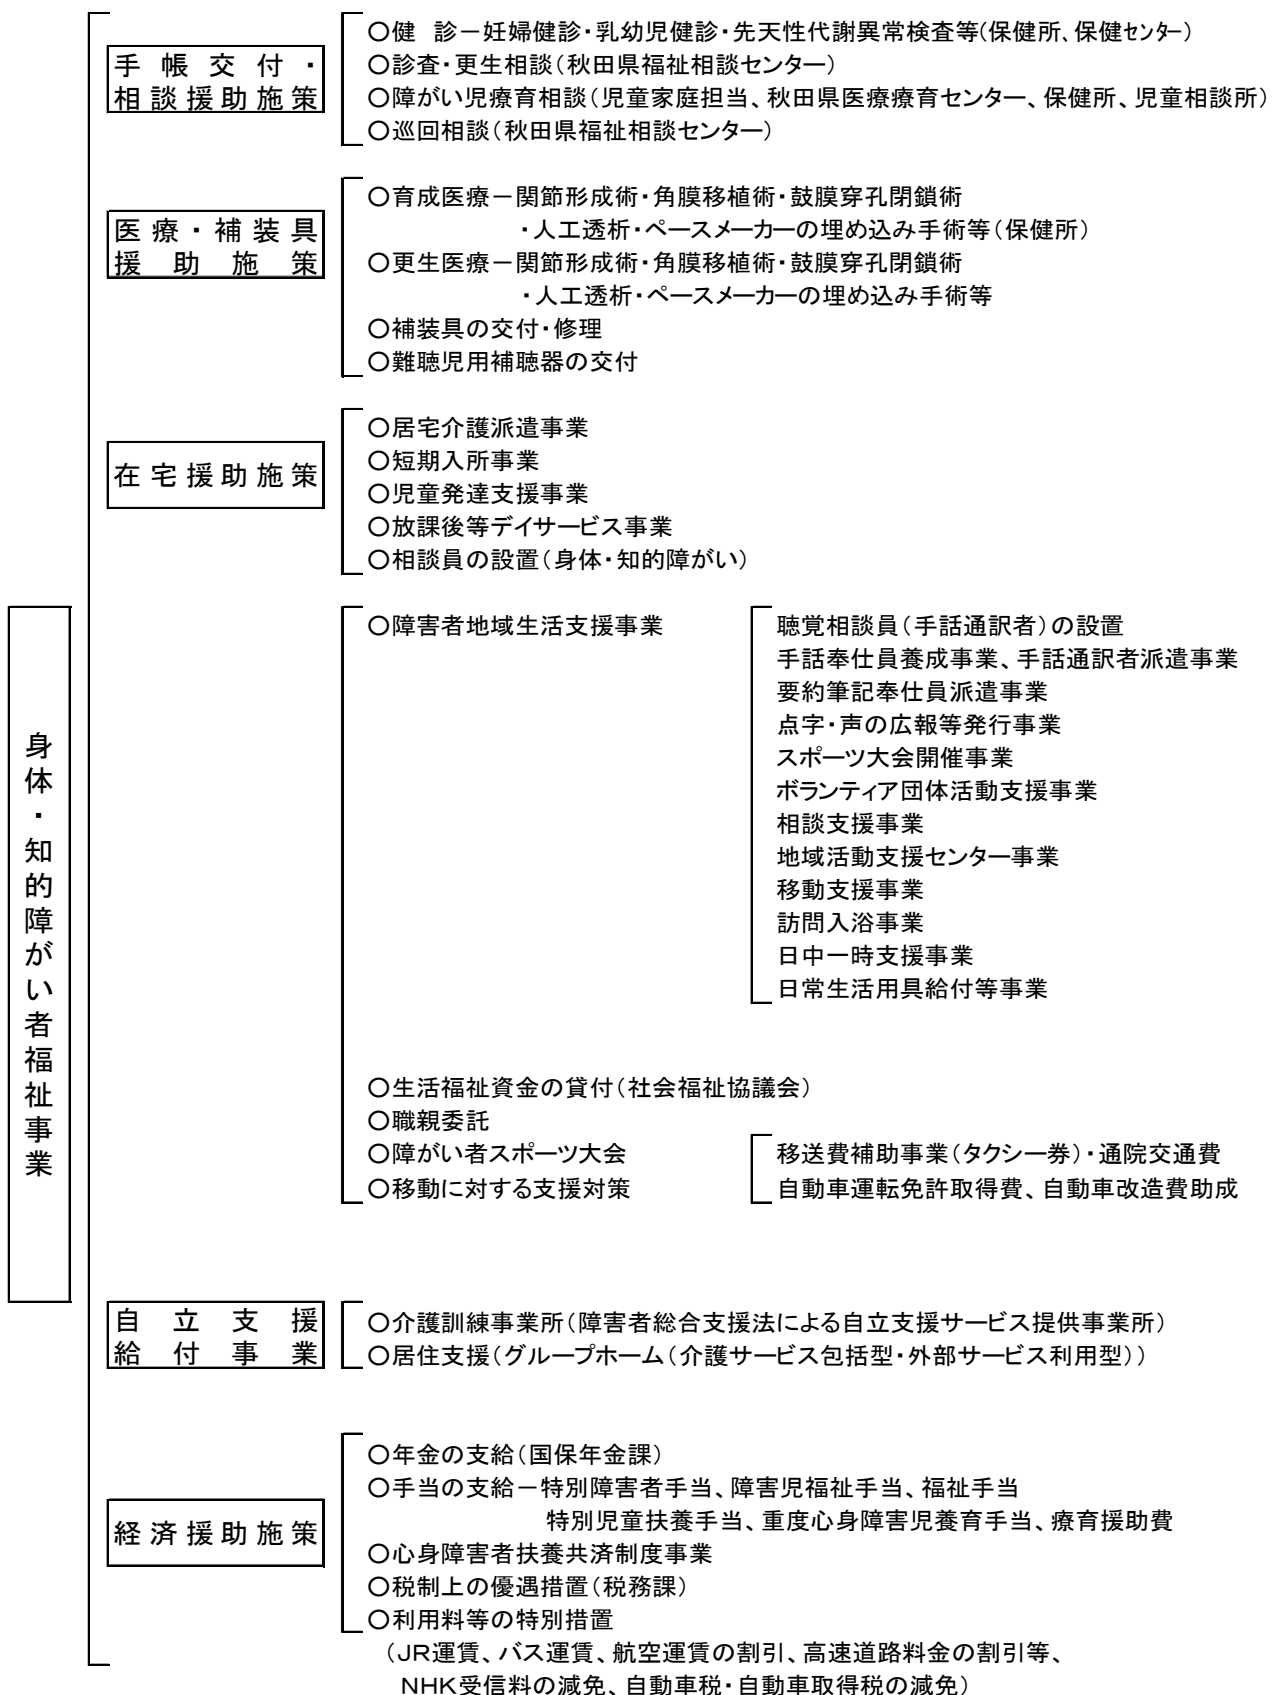 身体・知的障がい者福祉事業
手帳交付・
相談援助施策
〇健　診－妊婦健診・乳幼児健診・先天性代謝異常検査等(保健所、保健センター)
〇診査・更生相談(秋田県福祉相談センター)
〇障がい児療育相談(児童家庭担当、秋田県医療療育センター、保健所、児童相談所)
〇巡回相談(秋田県福祉相談センター)
医療・補装具
援助施策
〇育成医療－関節形成術・角膜移植術・鼓膜穿孔閉鎖術
・人工透析・ペースメーカーの埋め込み手術等(保健所)
〇更生医療－関節形成術・角膜移植術・鼓膜穿孔閉鎖術
・人工透析・ペースメーカーの埋め込み手術等
〇補装具の交付・修理
〇難聴児用補聴器の交付
在宅援助施策
〇居宅介護派遣事業
〇短期入所事業
〇児童発達支援事業
〇放課後等デイサービス事業
〇相談員の設置(身体・知的障がい)
〇障害者地域生活支援事業
聴覚相談員(手話通訳者)の設置
手話奉仕員養成事業、手話通訳者派遣事業
要約筆記奉仕員派遣事業
点字・声の広報等発行事業
スポーツ大会開催事業
ボランティア団体活動支援事業
相談支援事業
地域活動支援センター事業
移動支援事業
訪問入浴事業
日中一時支援事業
日常生活用具給付等事業
〇生活福祉資金の貸付(社会福祉協議会)
〇職親委託
〇障がい者スポーツ大会
〇移動に対する支援対策
移送費補助事業(タクシー券)・通院交通費
自動車運転免許取得費、自動車改造費助成
自立支援
給付事業
〇介護訓練事業所(障害者総合支援法による自立支援サービス提供事業所)
〇居住支援(グループホーム(介護サービス包括型・外部サービス利用型))
経済援助施策
〇年金の支給(国保年金課)
〇手当の支給－特別障害者手当、障害児福祉手当、福祉手当
特別児童扶養手当、重度心身障害児養育手当、療育援助費
〇心身障害者扶養共済制度事業
〇税制上の優遇措置(税務課)
〇利用料等の特別措置
(JR運賃、バス運賃、航空運賃の割引、高速道路料金の割引等、
NHK受信料の減免、自動車税・自動車取得税の減免)